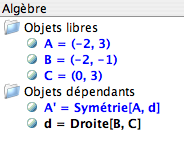 Algèbre
Objets libres
A = (-2, 3)
B = (-2, -1)
C = (0, 3)
Objets dépendants
A' = Symétrie[A, d]
d = Droite[B, C]